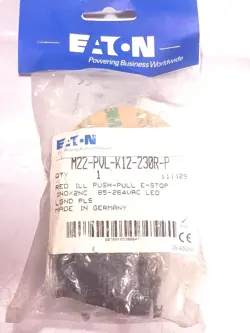 EATON
Powering Business Worldwide
EATON
M22-PVL-K12-230R-P
QTY 1 111109
RED ILL PUSH-PULL E-STOP
1NO/2NC 85-264VAC LED
LGND PLS
MADE IN GERMANY